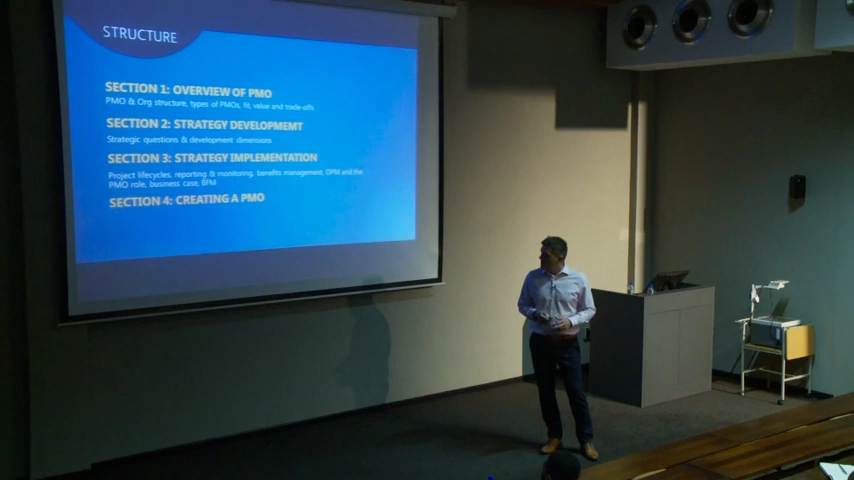 STRUCTURE
SECTION 1: OVERVIEW OF PMO
PMO & Org structure, types of PMOs, fit, value and trade-offs
SECTION 2: STRATEGY DEVELOPMEMT
Strategic questions & development dimensions
SECTION 3: STRATEGY IMPLEMENTATION
Project lifecycles, reporting & monitoring, benefits management, OPM and the
PMO role, business case, BFM
SECTION 4: CREATING A PMO